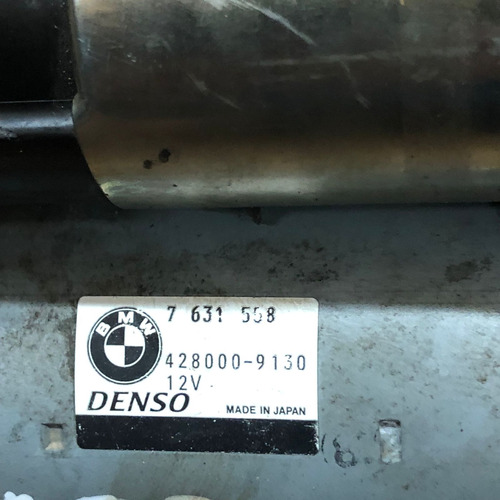 BMW
7 631 558
428000-9130
12V
DENSO MADE IN JAPAN